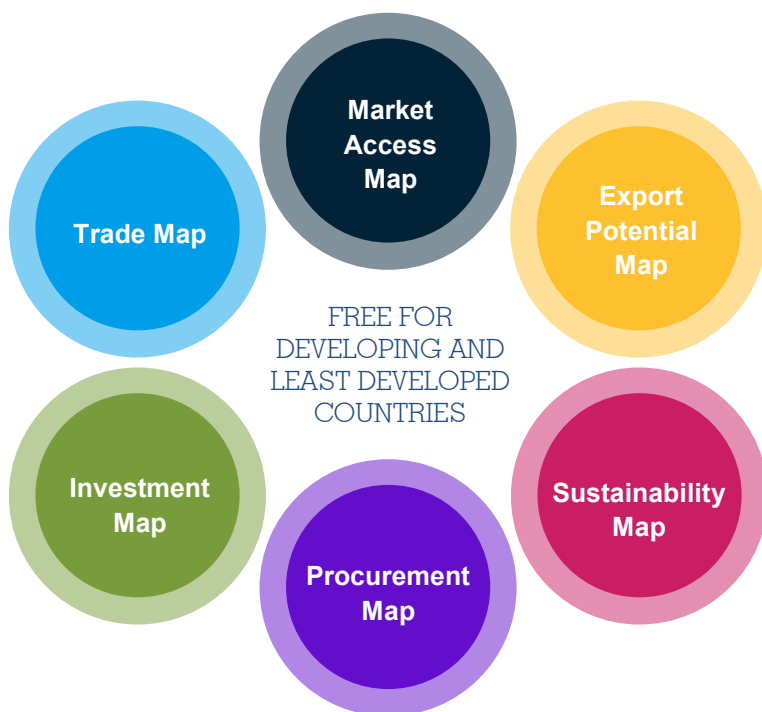 Market
Access
Map
Export
Potential
Map
Trade Map
FREE FOR
DEVELOPING AND
LEAST DEVELOPED
COUNTRIES
Investment
Map
Sustainability
Map
Procurement
Map